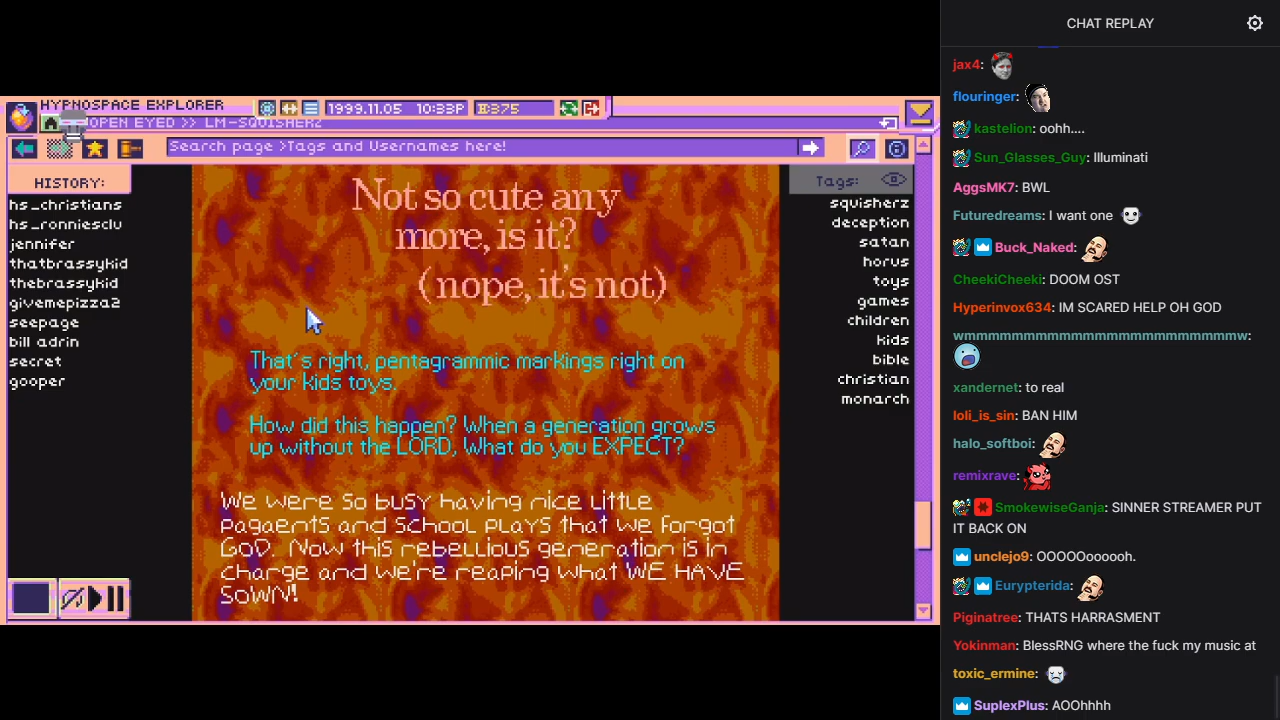 HYPNOSPACE EXPLORER
1999.11.05 10:33P
375
OPEN EYED >> LM-SQUISHERZ
Search page >Tags and Usernames here!
HISTORY:
hs_christians
hs_ronniesclu
jennifer
thatbrassykid
thebrassykid
givemepizza2
seepage
bill adrin
secret
gooper
Not so cute any
more, is it?
(nope, it's not)
That's right, pentagrammic markings right on
your kids toys.
How did this happen? When a generation grows
up without the LORD, What do you EXPECT?
We were so busy having nice little
pagaents and school plays that we forgot
GOD. Now this rebellious generation is in
charge and we're reaping what WE HAVE
SOWN!
Tags:
squisherz
deception
satan
horus
toys
games
children
kids
bible
christian
monarch
CHAT REPLAY
jax4:
flouringer:
kastelion: oohh....
Sun_Glasses_Guy: Illuminati
AggsMK7: BWL
Futuredreams: I want one
Buck_Naked:
CheekiCheeki: DOOM OST
Hyperinvox634: IM SCARED HELP OH GOD
wmmmmmmmmmmmmmmmmmmmmmmmw:
xandernet: to real
loli_is_sin: BAN HIM
halo_softboi:
remixrave:
SmokewiseGanja: SINNER STREAMER PUT
IT BACK ON
unclejo9: OOOOOoooooh.
Eurypterida:
Piginatree: THATS HARRASMENT
Yokinman: BlessRNG where the fuck my music at
toxic_ermine:
SuplexPlus: AOOhhhh